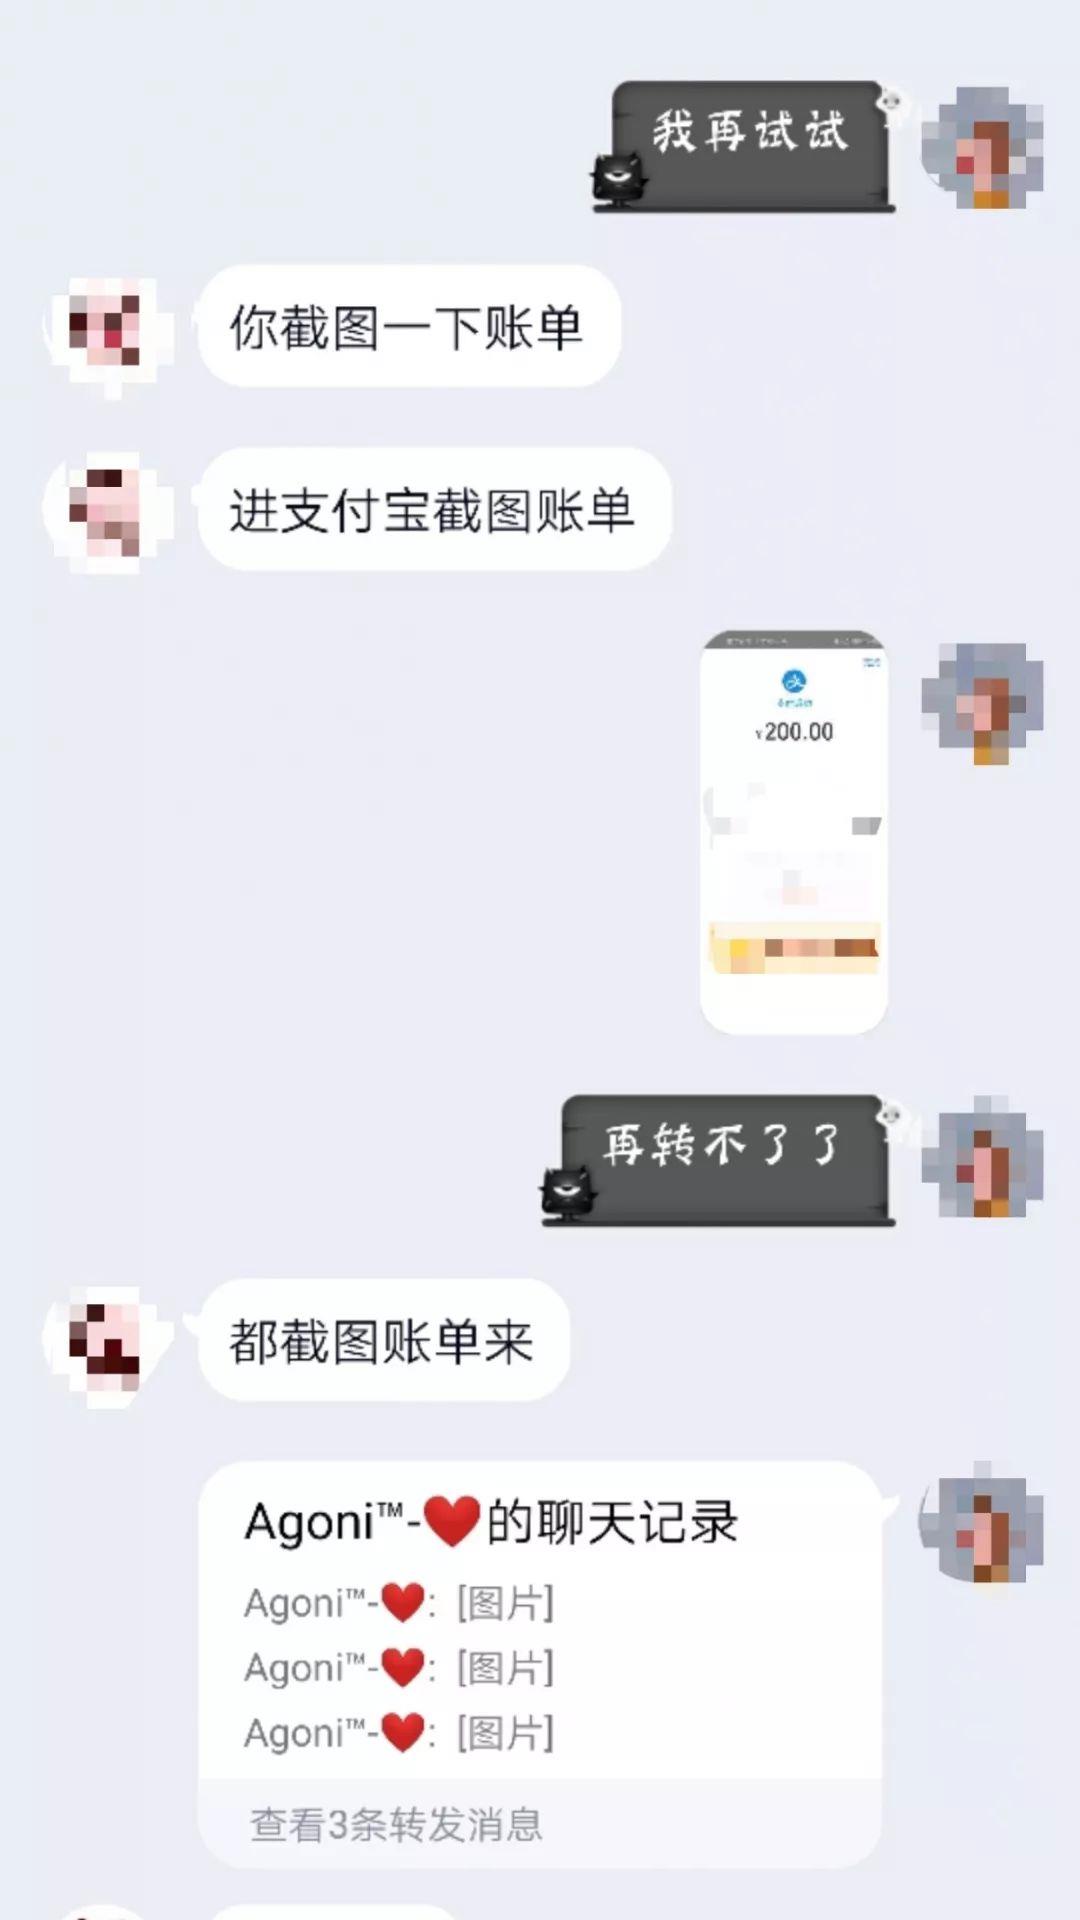 我再试试
你截图一下账单
进支付宝截图账单
¥200.00
再转不了了
都截图账单来
Agoni™-❤的聊天记录
Agoni™-❤: [图片]
Agoni™-❤: [图片]
Agoni™-❤: [图片]
查看3条转发消息